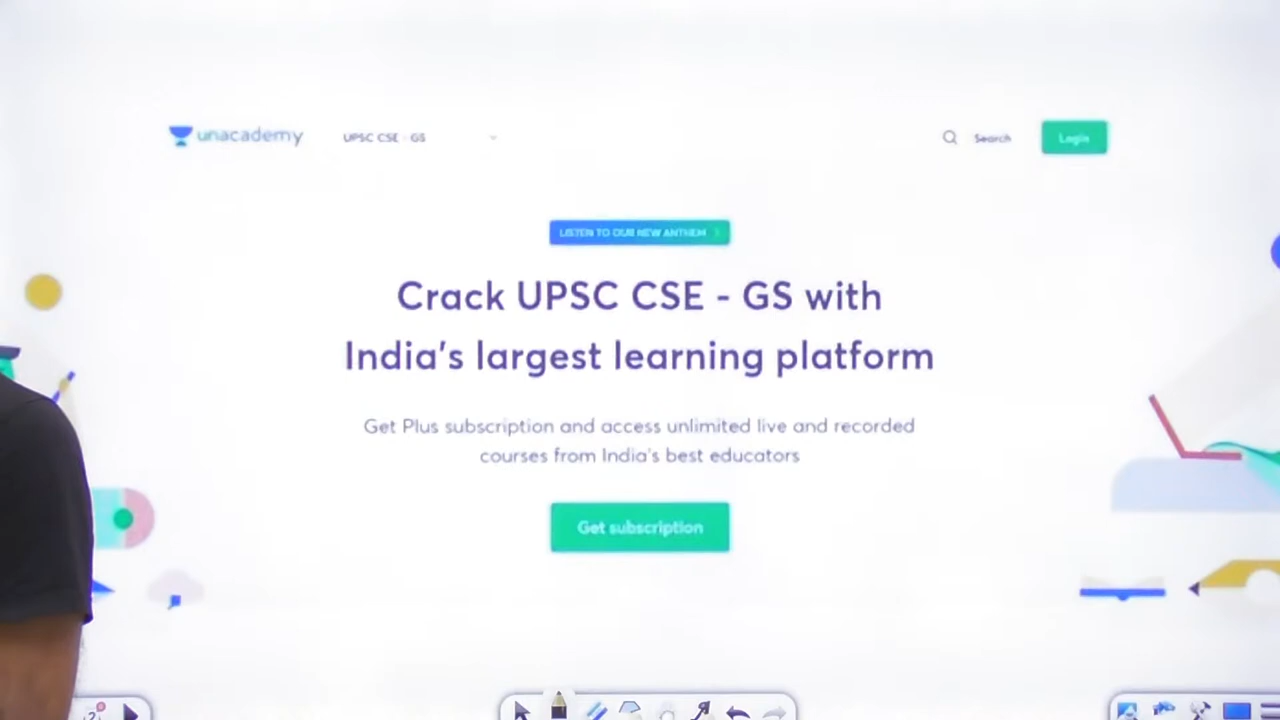 unacademy
UPSC CSE - GS
Search
Login
LISTEN TO OUR NEW ANTHEM
Crack UPSC CSE - GS with
India's largest learning platform
Get Plus subscription and access unlimited live and recorded
courses from India's best educators
Get subscription
2